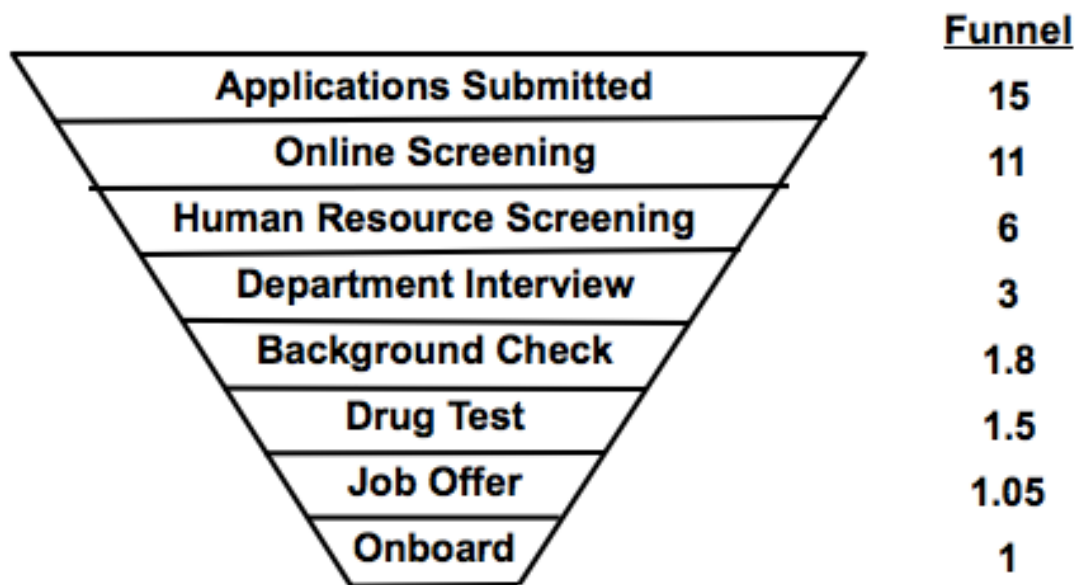 Funnel
Applications Submitted 15
Online Screening 11
Human Resource Screening 6
Department Interview 3
Background Check 1.8
Drug Test 1.5
Job Offer 1.05
Onboard 1